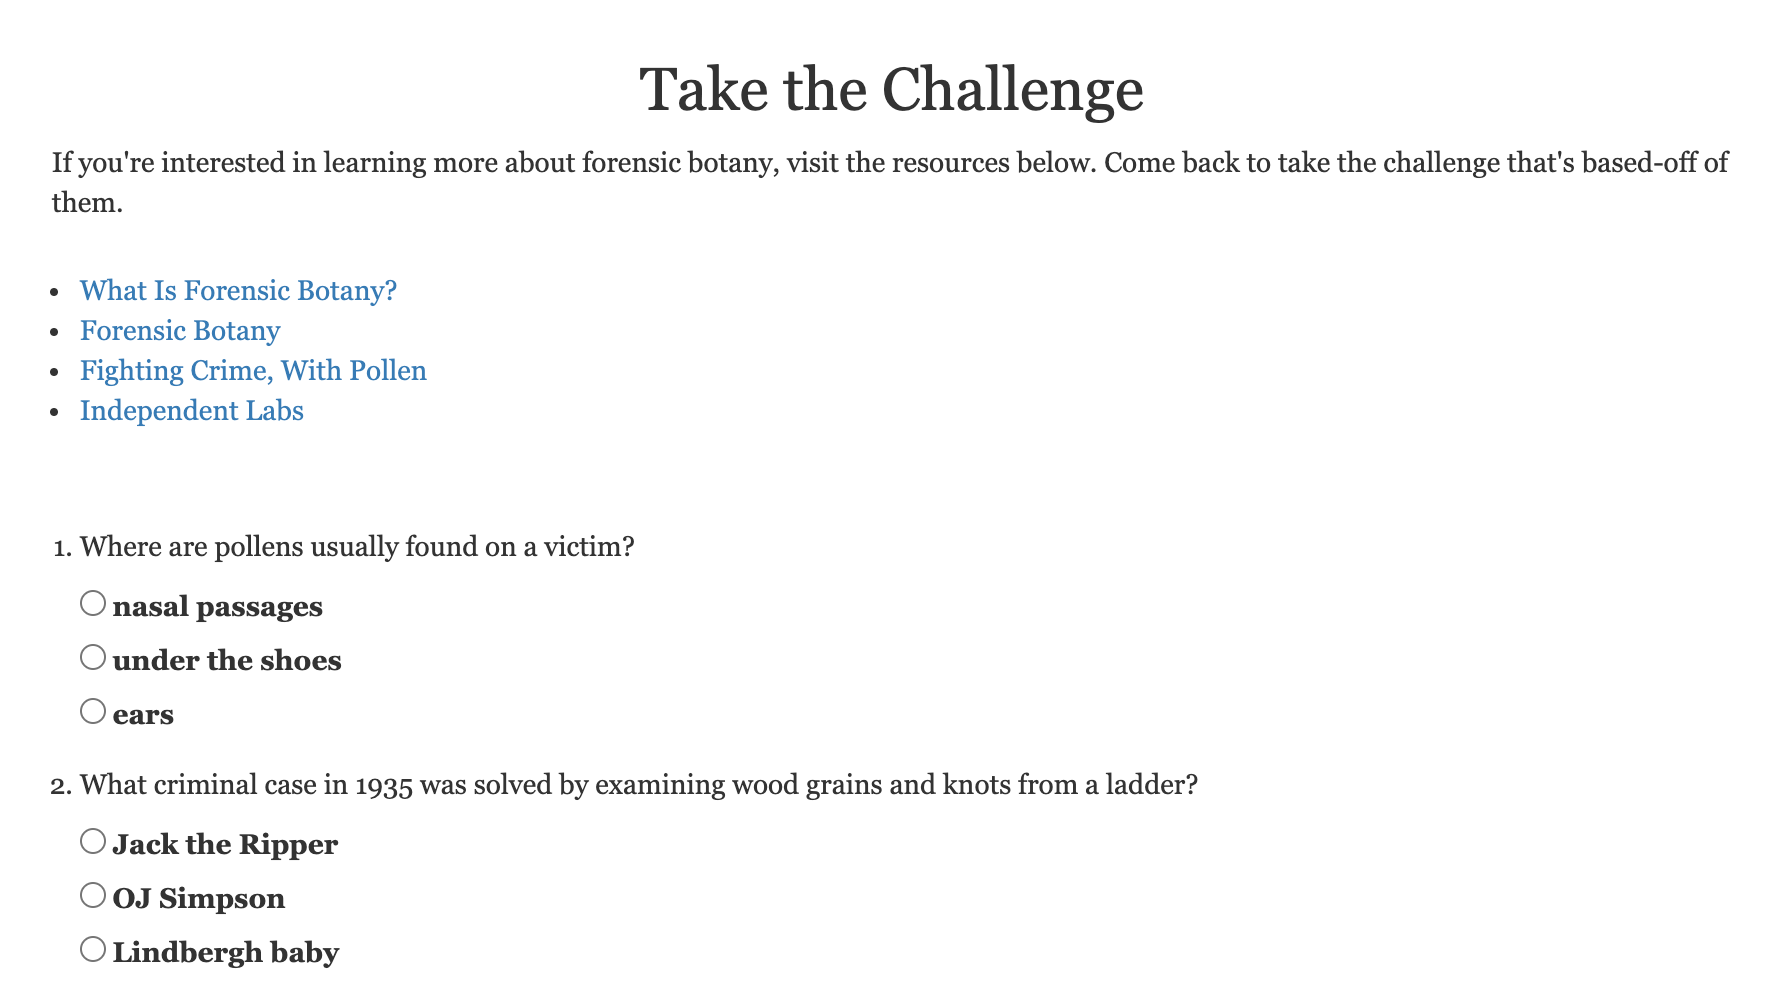 Take the Challenge
If you're interested in learning more about forensic botany, visit the resources below. Come back to take the challenge that's based-off of
them.
• What Is Forensic Botany?
• Forensic Botany
• Fighting Crime, With Pollen
• Independent Labs
1. Where are pollens usually found on a victim?
nasal passages
under the shoes
ears
2. What criminal case in 1935 was solved by examining wood grains and knots from a ladder?
Jack the Ripper
OJ Simpson
Lindbergh baby